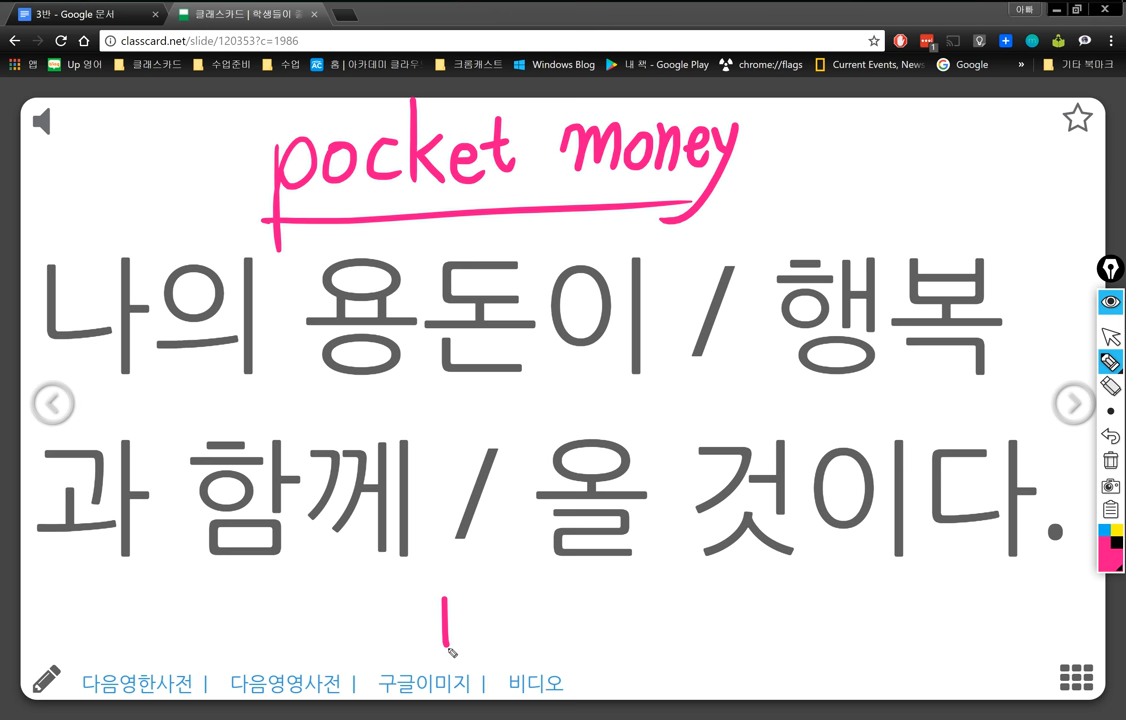 3반 - Google 문서
클래스카드 | 학생들이 좋
아빠
classcard.net/slide/120353?c=1986
1
앱 Up 영어 클래스카드 수업준비 수업 홈 | 아카데미 클라우 크롬캐스트 Windows Blog 내 책 - Google Play chrome://flags Current Events, News Google » 기타 북마크
pocket money
나의 용돈이 / 행복
과 함께 / 올 것이다.
다음영한사전 | 다음영영사전 | 구글이미지 | 비디오